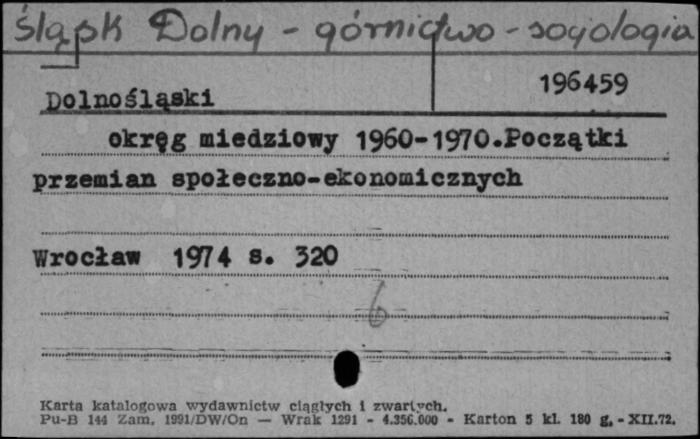 Śląsk Dolny - górnictwo - socjologia
Dolnośląski 196459
okręg miedziowy 1960-1970.Początki
przemian społeczno-ekonomicznych
Wrocław 1974 s. 320
6
Karta katalogowa wydawnictw ciągłych i zwartych.
Pu-B 144 Zam. 1991/DW/On — Wrak 1291 - 4.356.000 - Karton 5 kl. 180 g. - XII.72.